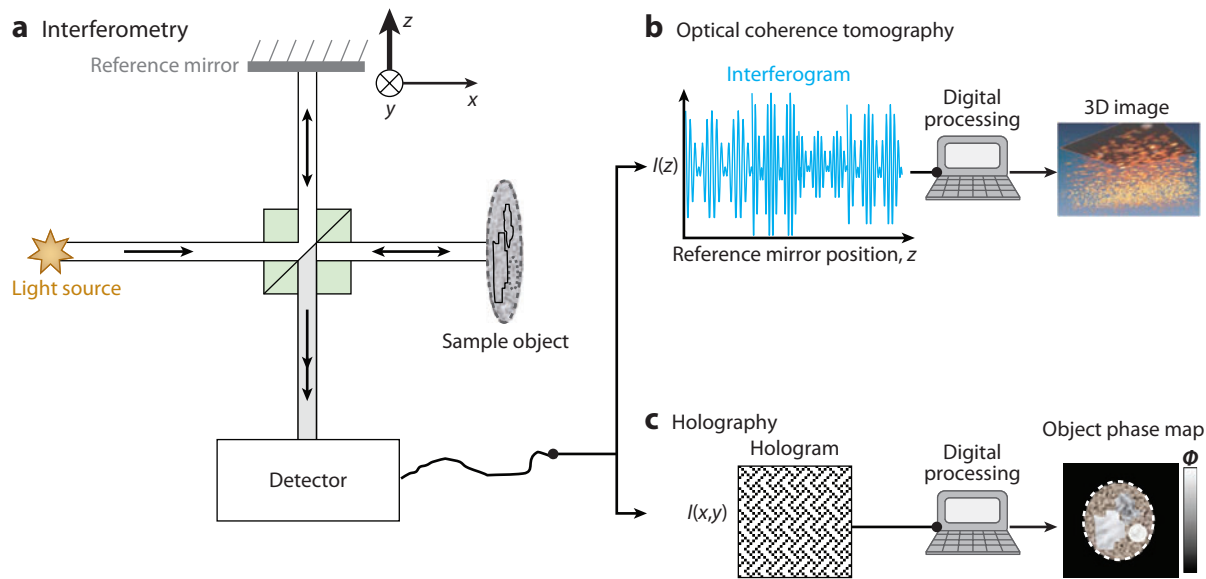 a Interferometry
z
Reference mirror
y
x
Light source
Sample object
Detector
b Optical coherence tomography
Interferogram
I(z)
Reference mirror position, z
Digital
processing
3D image
c Holography
Hologram
I(x,y)
Digital
processing
Object phase map
Φ